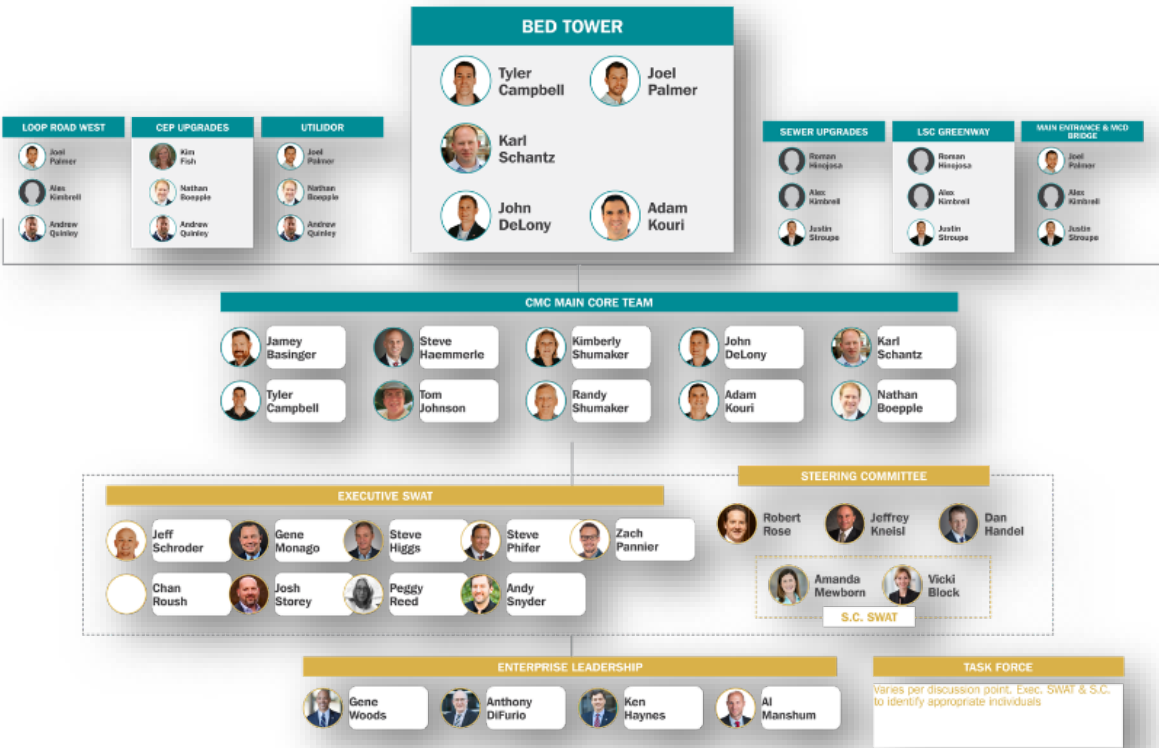 BED TOWER
Tyler
Campbell
Joel
Palmer
Karl
Schantz
John
DeLony
Adam
Kouri
LOOP ROAD WEST
Joel
Palmer
Alex
Kimbrell
Andrew
Quinley
CEP UPGRADES
Kim
Fish
Nathan
Boepple
Andrew
Quinley
UTILIDOR
Joel
Palmer
Nathan
Boepple
Andrew
Quinley
SEWER UPGRADES
Roman
Hinojosa
Alex
Kimbrell
Justin
Stroupe
LSC GREENWAY
Roman
Hinojosa
Alex
Kimbrell
Justin
Stroupe
MAIN ENTRANCE & MCD
BRIDGE
Joel
Palmer
Alex
Kimbrell
Justin
Stroupe
CMC MAIN CORE TEAM
Jamey
Basinger
Steve
Haemmerle
Kimberly
Shumaker
John
DeLony
Karl
Schantz
Tyler
Campbell
Tom
Johnson
Randy
Shumaker
Adam
Kouri
Nathan
Boepple
EXECUTIVE SWAT
Jeff
Schroder
Gene
Monago
Steve
Higgs
Steve
Phifer
Zach
Pannier
Chan
Roush
Josh
Storey
Peggy
Reed
Andy
Snyder
STEERING COMMITTEE
Robert
Rose
Jeffrey
Kneisl
Dan
Handel
Amanda
Mewborn
Vicki
Block
S.C. SWAT
ENTERPRISE LEADERSHIP
Gene
Woods
Anthony
DiFurio
Ken
Haynes
Al
Manshum
TASK FORCE
Varies per discussion point. Exec. SWAT & S.C.
to identify appropriate individuals